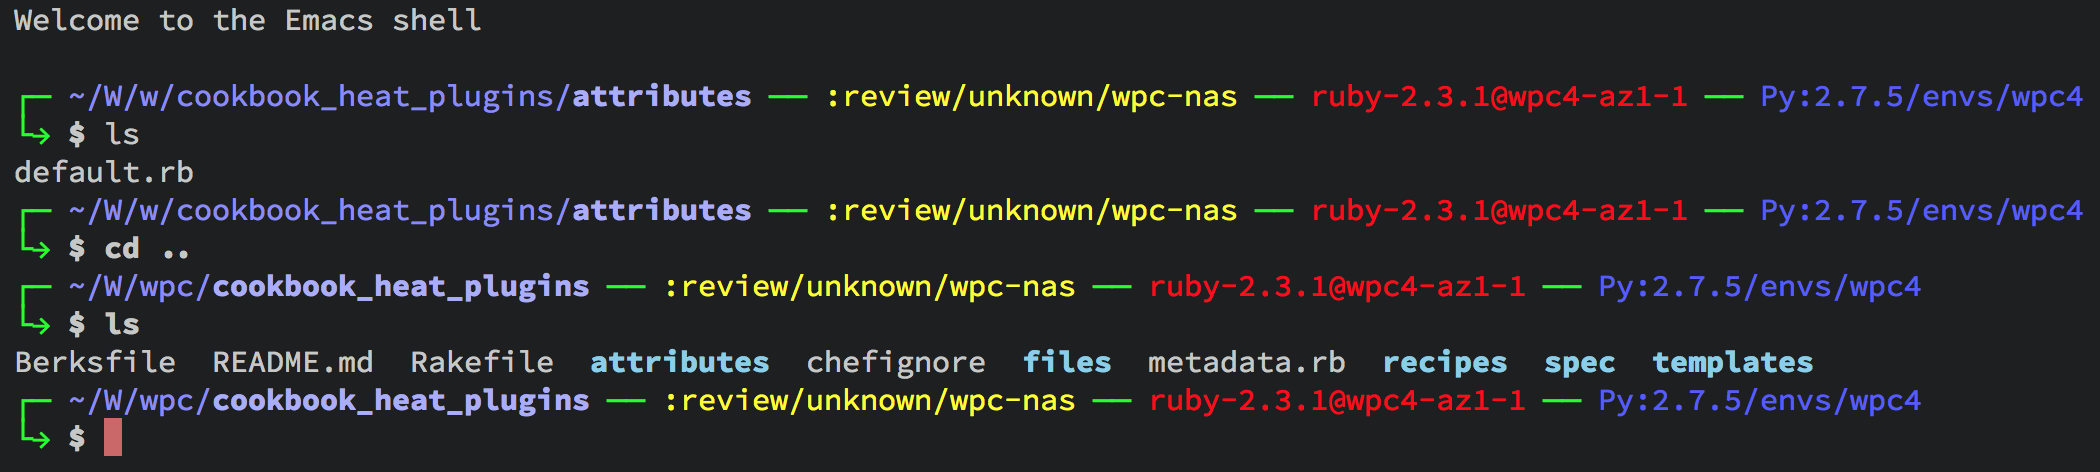 Welcome to the Emacs shell
┌─ ~/W/w/cookbook_heat_plugins/attributes ── :review/unknown/wpc-nas ── ruby-2.3.1@wpc4-az1-1 ── Py:2.7.5/envs/wpc4
└→ $ ls
default.rb
┌─ ~/W/w/cookbook_heat_plugins/attributes ── :review/unknown/wpc-nas ── ruby-2.3.1@wpc4-az1-1 ── Py:2.7.5/envs/wpc4
└→ $ cd ..
┌─ ~/W/wpc/cookbook_heat_plugins ── :review/unknown/wpc-nas ── ruby-2.3.1@wpc4-az1-1 ── Py:2.7.5/envs/wpc4
└→ $ ls
Berksfile  README.md  Rakefile  attributes  chefignore  files  metadata.rb  recipes  spec  templates
┌─ ~/W/wpc/cookbook_heat_plugins ── :review/unknown/wpc-nas ── ruby-2.3.1@wpc4-az1-1 ── Py:2.7.5/envs/wpc4
└→ $